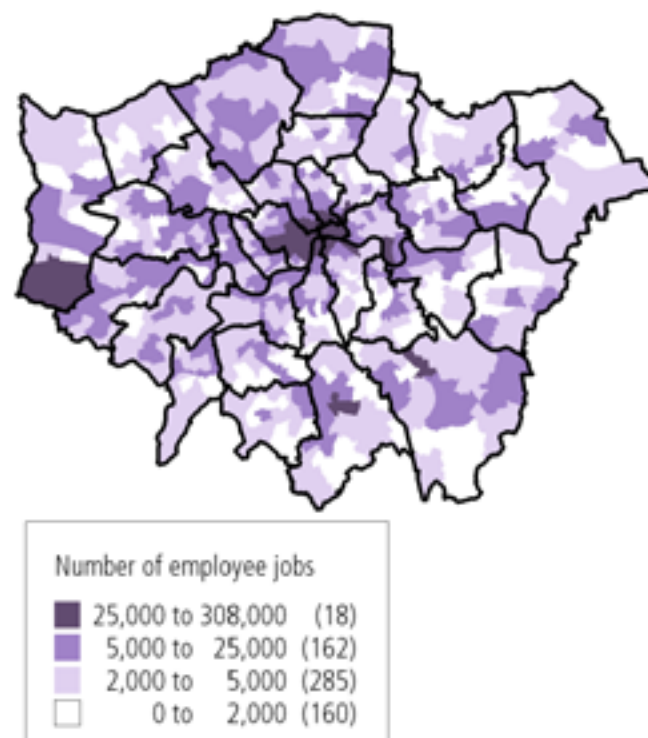 Number of employee jobs
25,000 to 308,000 (18)
5,000 to 25,000 (162)
2,000 to 5,000 (285)
0 to 2,000 (160)